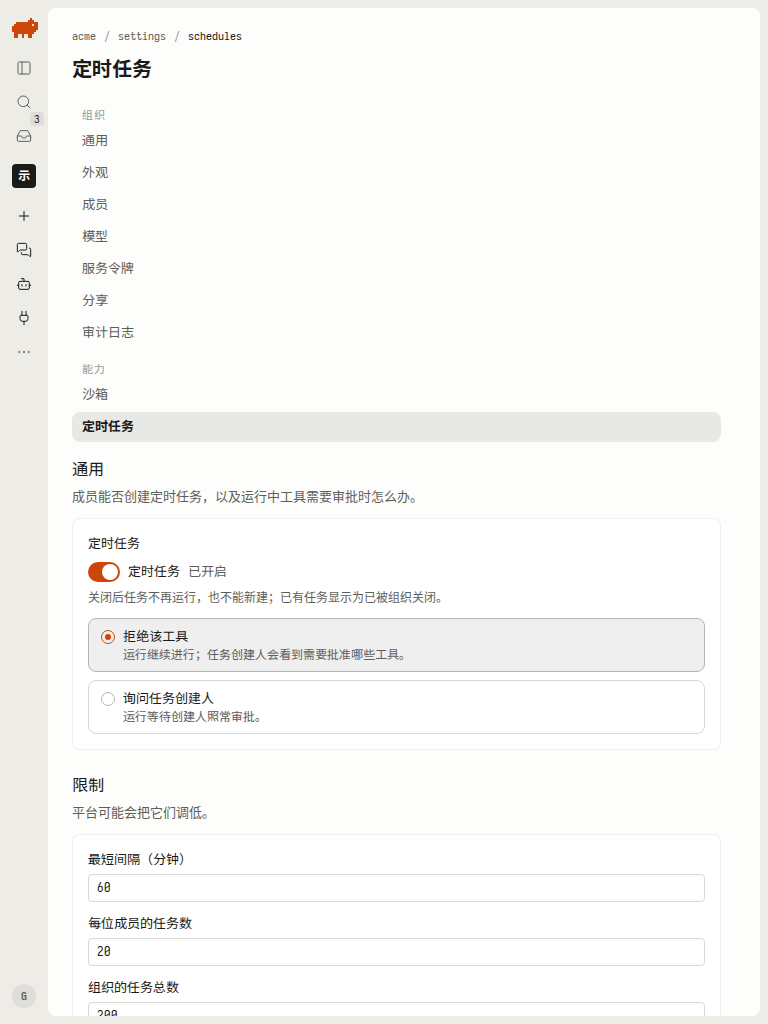 acme / settings / schedules
定时任务
3
示
组织
通用
外观
成员
模型
服务令牌
分享
审计日志
能力
沙箱
定时任务
通用
成员能否创建定时任务，以及运行中工具需要审批时怎么办。
定时任务
定时任务 已开启
关闭后任务不再运行，也不能新建；已有任务显示为已被组织关闭。
拒绝该工具
运行继续进行；任务创建人会看到需要批准哪些工具。
询问任务创建人
运行等待创建人照常审批。
限制
平台可能会把它们调低。
最短间隔（分钟）
60
每位成员的任务数
20
组织的任务总数
200
G